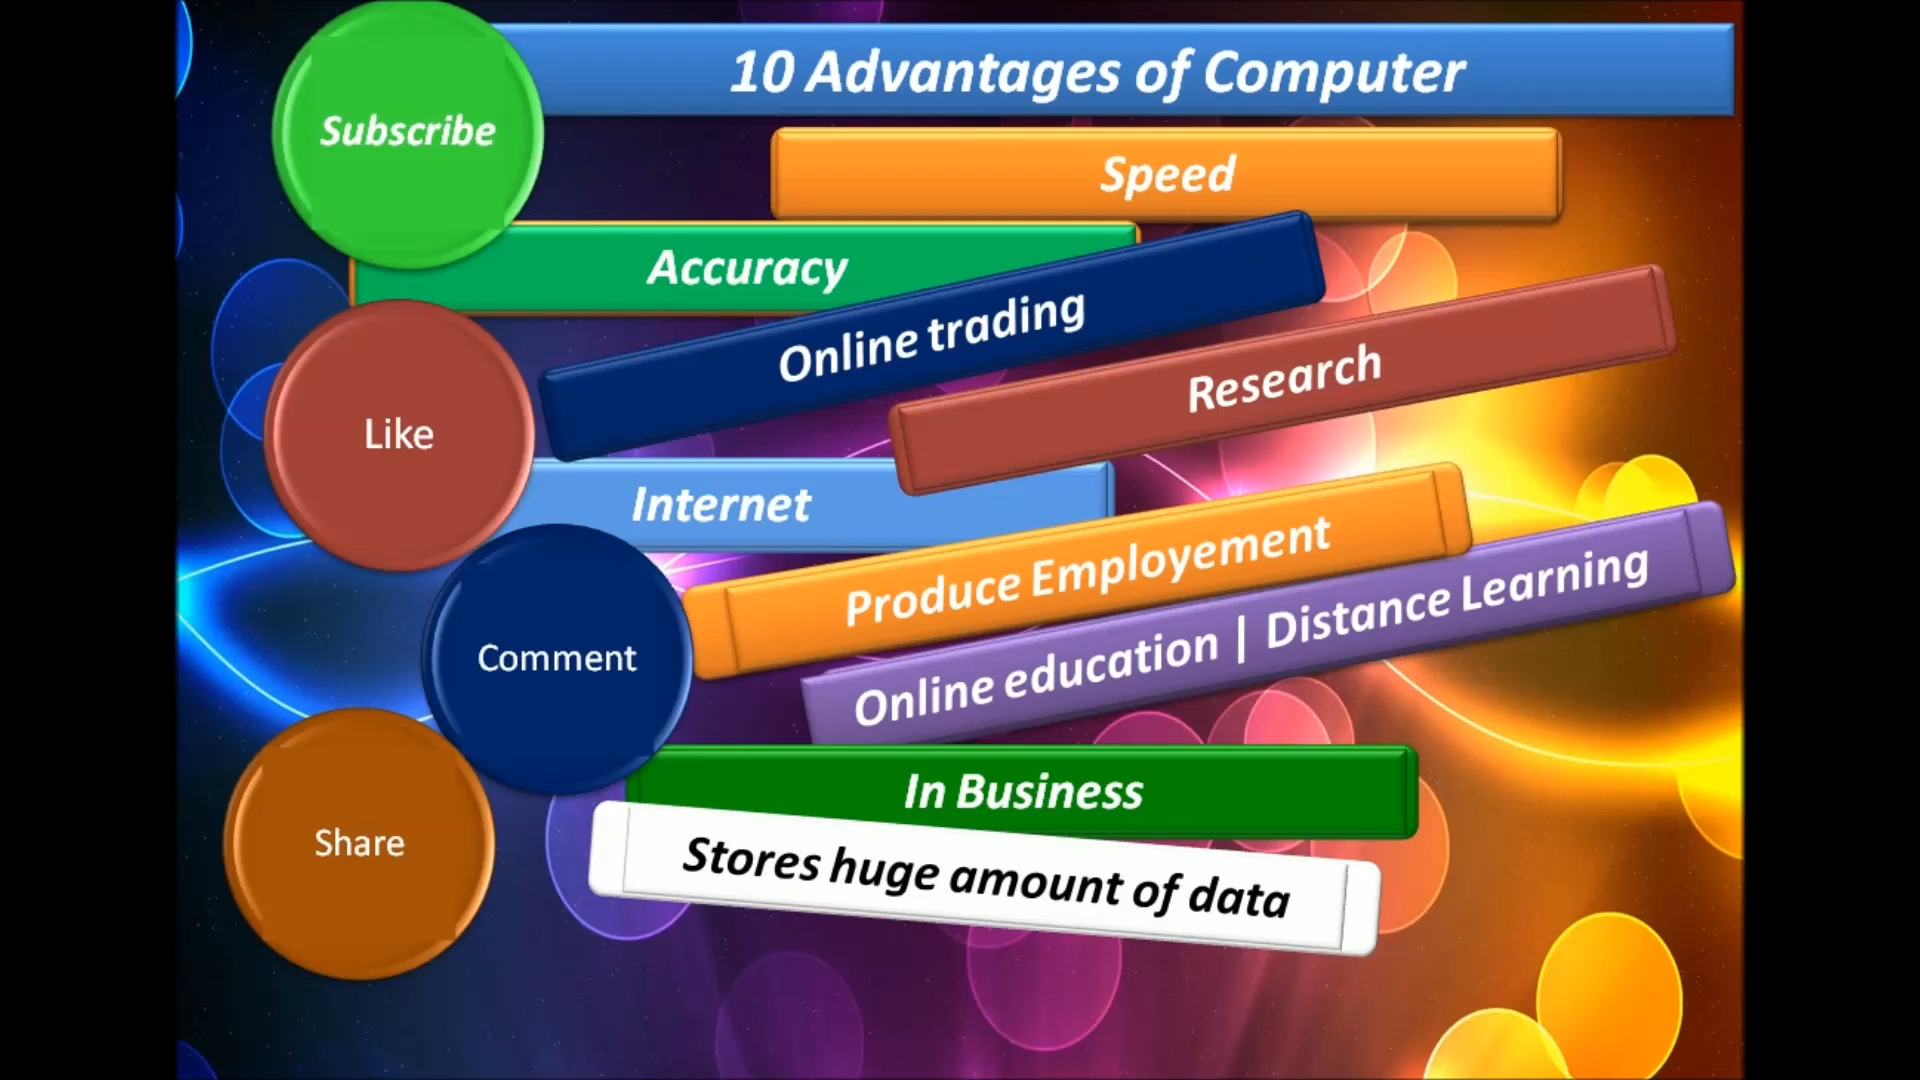 10 Advantages of Computer
Subscribe
Speed
Accuracy
Online trading
Research
Like
Internet
Produce Employement
Online education | Distance Learning
Comment
In Business
Share
Stores huge amount of data